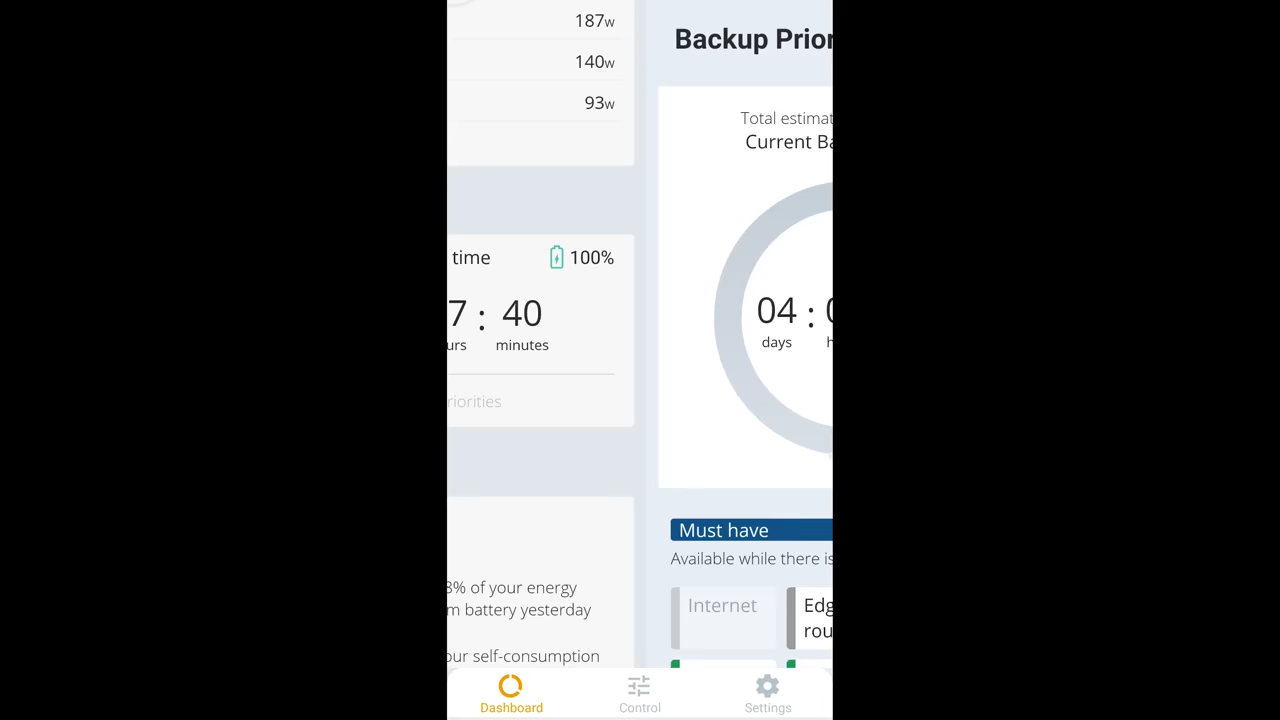 187w
140w
93w
time
100%
7 : 40
urs
minutes
riorities
8% of your energy
m battery yesterday
our self-consumption
Backup Prior
Total estimat
Current Ba
04 : 0
days
h
Must have
Available while there is
Internet
Edg
rou
Dashboard
Control
Settings